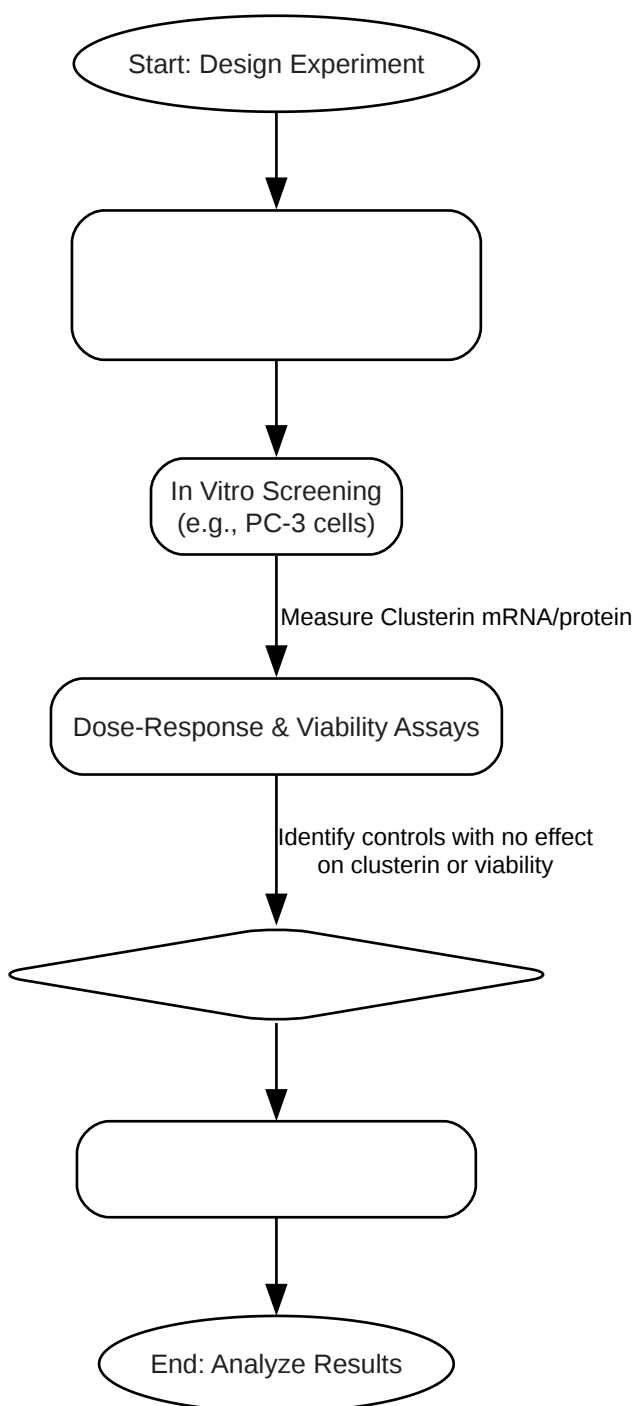 Start: Design Experiment
In Vitro Screening
(e.g., PC-3 cells)
Measure Clusterin mRNA/protein
Dose-Response & Viability Assays
Identify controls with no effect
on clusterin or viability
End: Analyze Results